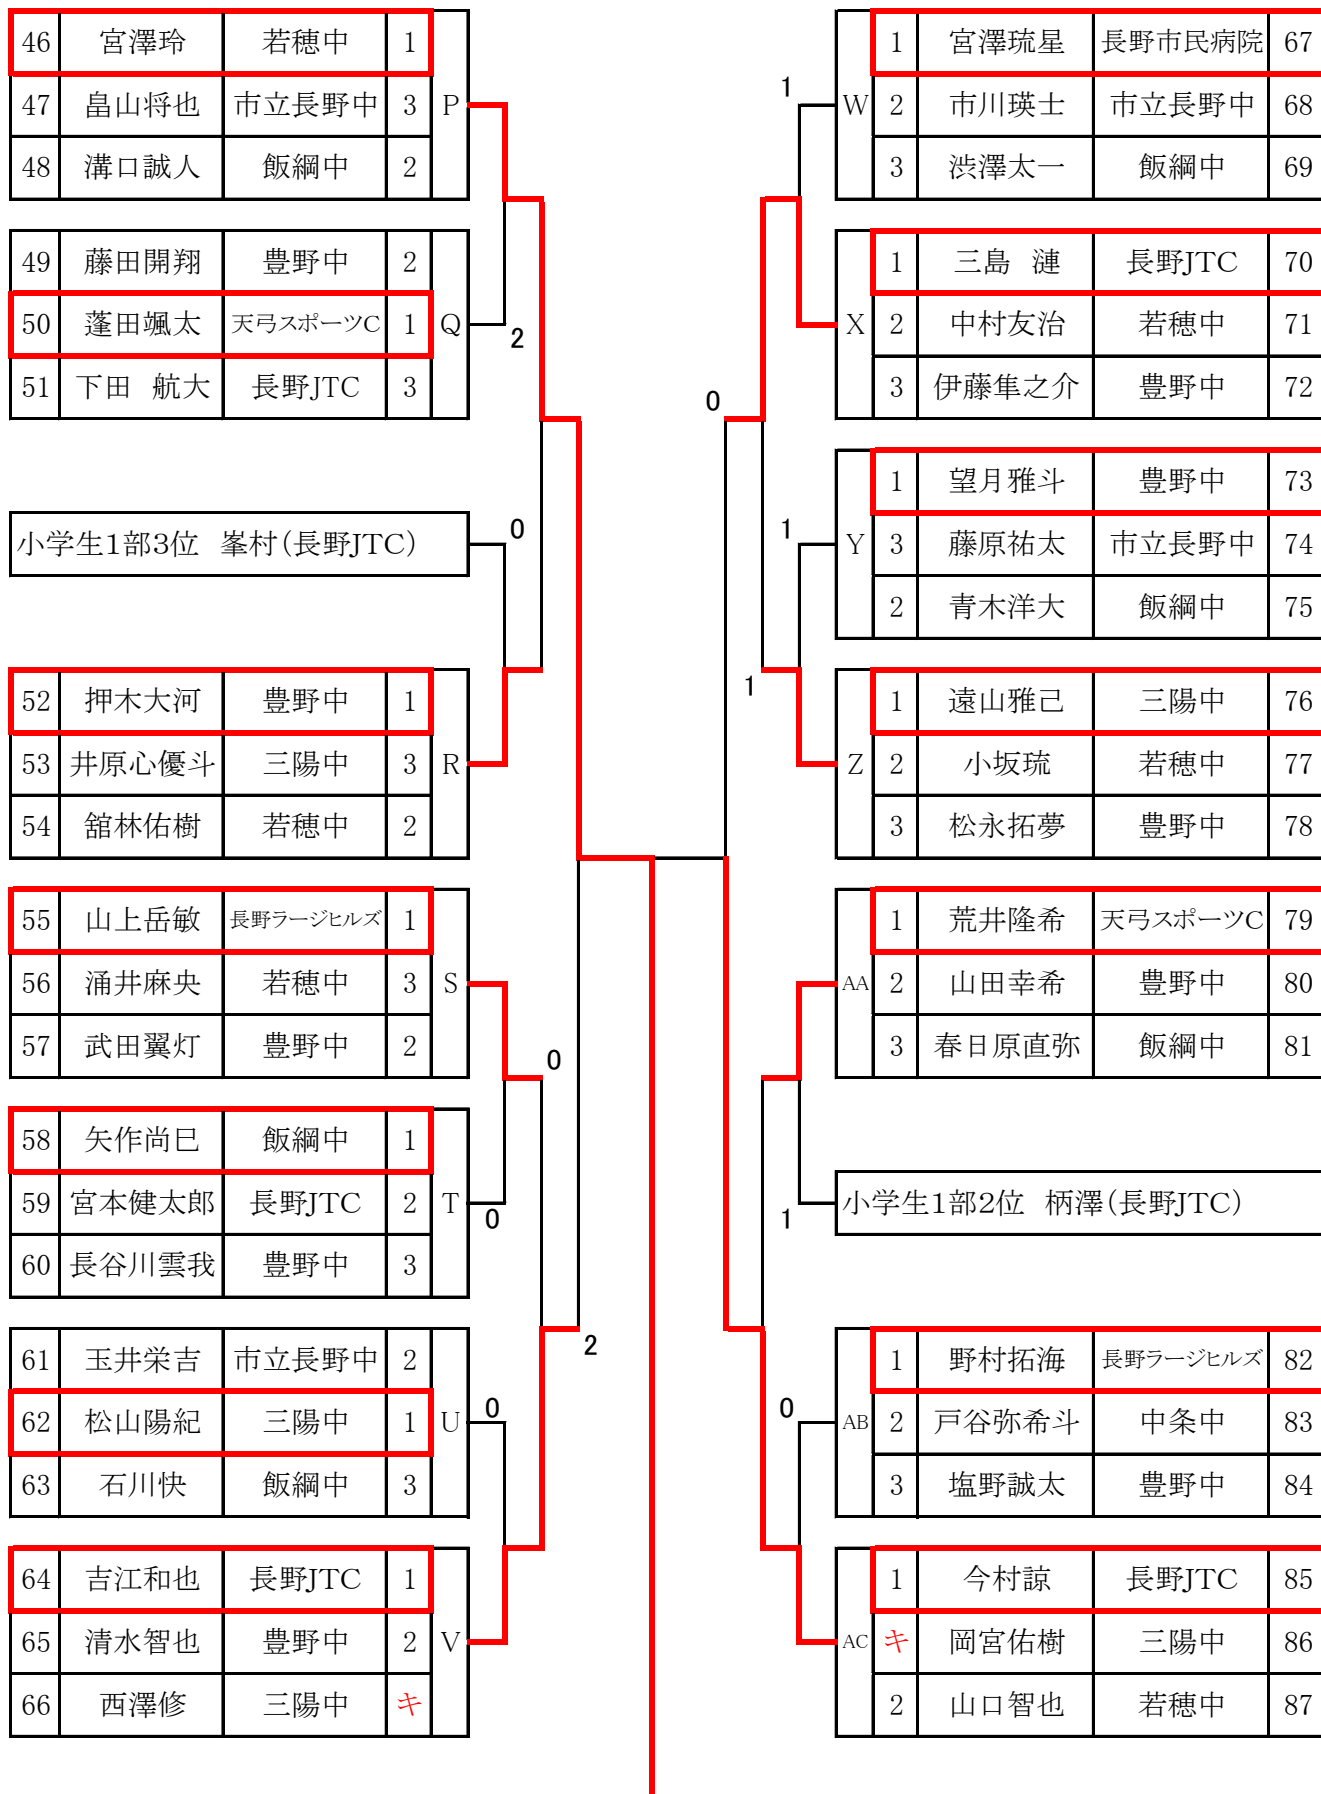 46 宮澤玲 若穂中 1
47 畠山将也 市立長野中 3 P
48 溝口誠人 飯綱中 2
49 藤田開翔 豊野中 2
50 蓬田颯太 天弓スポーツC 1 Q
2
51 下田 航大 長野JTC 3
小学生1部3位 峯村(長野JTC)
0
52 押木大河 豊野中 1
53 井原心優斗 三陽中 3 R
54 舘林佑樹 若穂中 2
55 山上岳敏 長野ラージヒルズ 1
56 涌井麻央 若穂中 3 S
57 武田翼灯 豊野中 2
0
58 矢作尚巳 飯綱中 1
59 宮本健太郎 長野JTC 2 T
0
60 長谷川雲我 豊野中 3
61 玉井栄吉 市立長野中 2
2
62 松山陽紀 三陽中 1 U
0
63 石川快 飯綱中 3
64 吉江和也 長野JTC 1
65 清水智也 豊野中 2 V
66 西澤修 三陽中 キ
1 宮澤琉星 長野市民病院 67
1
W 2 市川瑛士 市立長野中 68
3 渋澤太一 飯綱中 69
1 三島 漣 長野JTC 70
X 2 中村友治 若穂中 71
3 伊藤隼之介 豊野中 72
0
1 望月雅斗 豊野中 73
1
Y 3 藤原祐太 市立長野中 74
2 青木洋大 飯綱中 75
1 遠山雅己 三陽中 76
1
Z 2 小坂琉 若穂中 77
3 松永拓夢 豊野中 78
1 荒井隆希 天弓スポーツC 79
AA 2 山田幸希 豊野中 80
3 春日原直弥 飯綱中 81
小学生1部2位 柄澤(長野JTC)
1
1 野村拓海 長野ラージヒルズ 82
0
AB 2 戸谷弥希斗 中条中 83
3 塩野誠太 豊野中 84
1 今村諒 長野JTC 85
AC キ 岡宮佑樹 三陽中 86
2 山口智也 若穂中 87